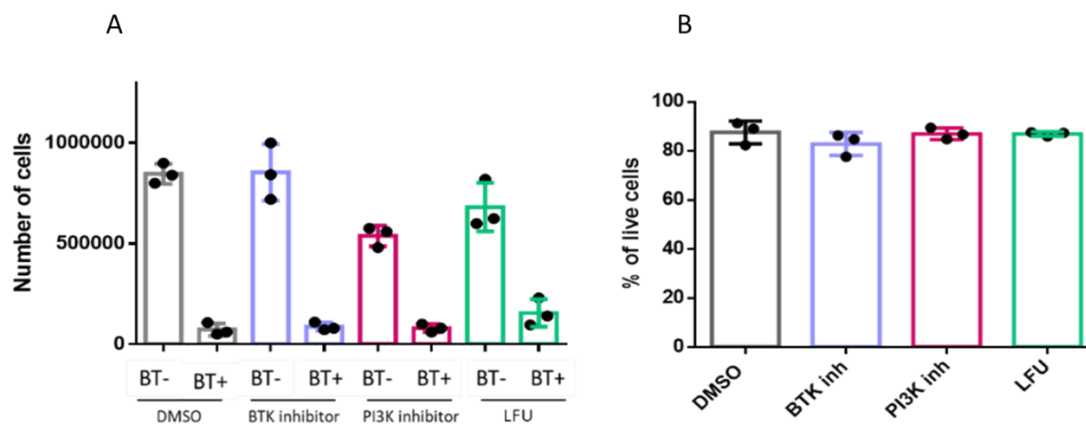 A
Number of cells
1000000
500000
0
BT- BT+ BT- BT+ BT- BT+ BT- BT+
DMSO BTK inhibitor PI3K inhibitor LFU
B
% of live cells
100
80
60
40
20
0
DMSO
BTK inh
PI3K inh
LFU